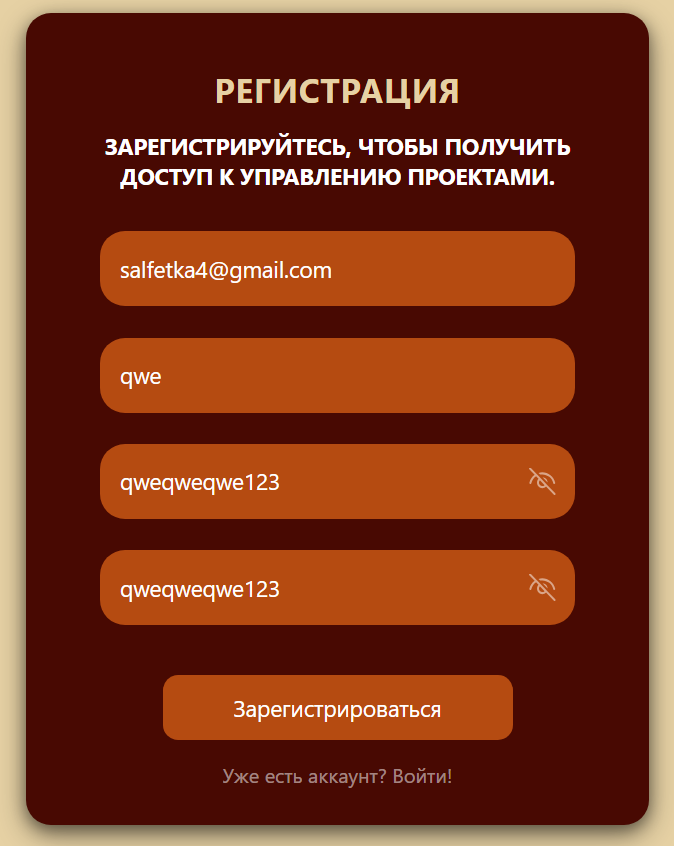 РЕГИСТРАЦИЯ
ЗАРЕГИСТРИРУЙТЕСЬ, ЧТОБЫ ПОЛУЧИТЬ
ДОСТУП К УПРАВЛЕНИЮ ПРОЕКТАМИ.
salfetka4@gmail.com
qwe
qweqweqwe123
qweqweqwe123
Зарегистрироваться
Уже есть аккаунт? Войти!